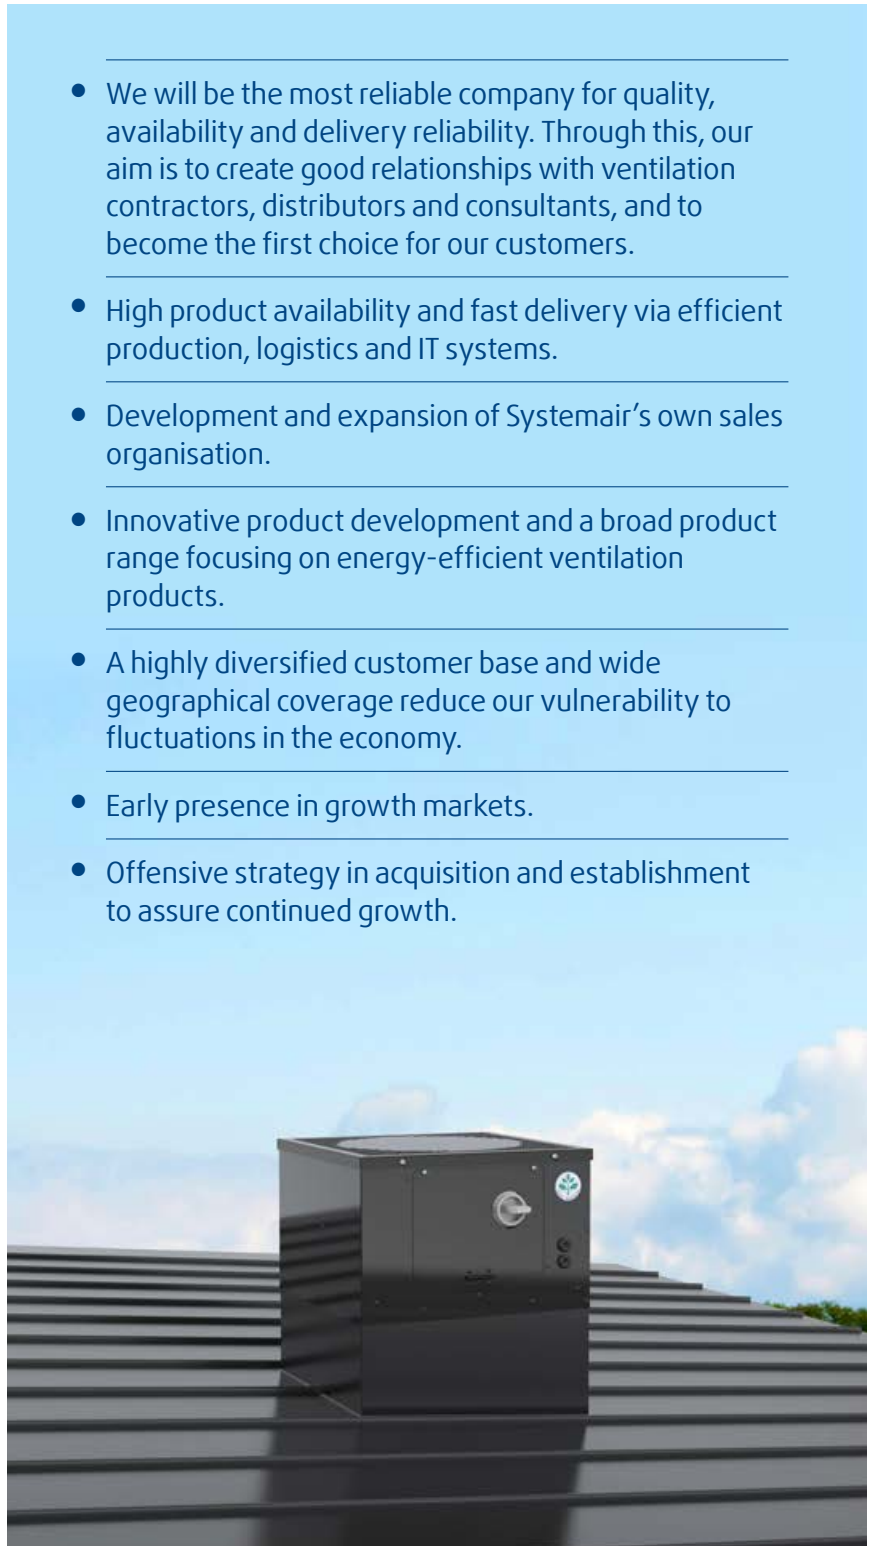 • We will be the most reliable company for quality,
availability and delivery reliability. Through this, our
aim is to create good relationships with ventilation
contractors, distributors and consultants, and to
become the first choice for our customers.
• High product availability and fast delivery via efficient
production, logistics and IT systems.
• Development and expansion of Systemair’s own sales
organisation.
• Innovative product development and a broad product
range focusing on energy-efficient ventilation
products.
• A highly diversified customer base and wide
geographical coverage reduce our vulnerability to
fluctuations in the economy.
• Early presence in growth markets.
• Offensive strategy in acquisition and establishment
to assure continued growth.